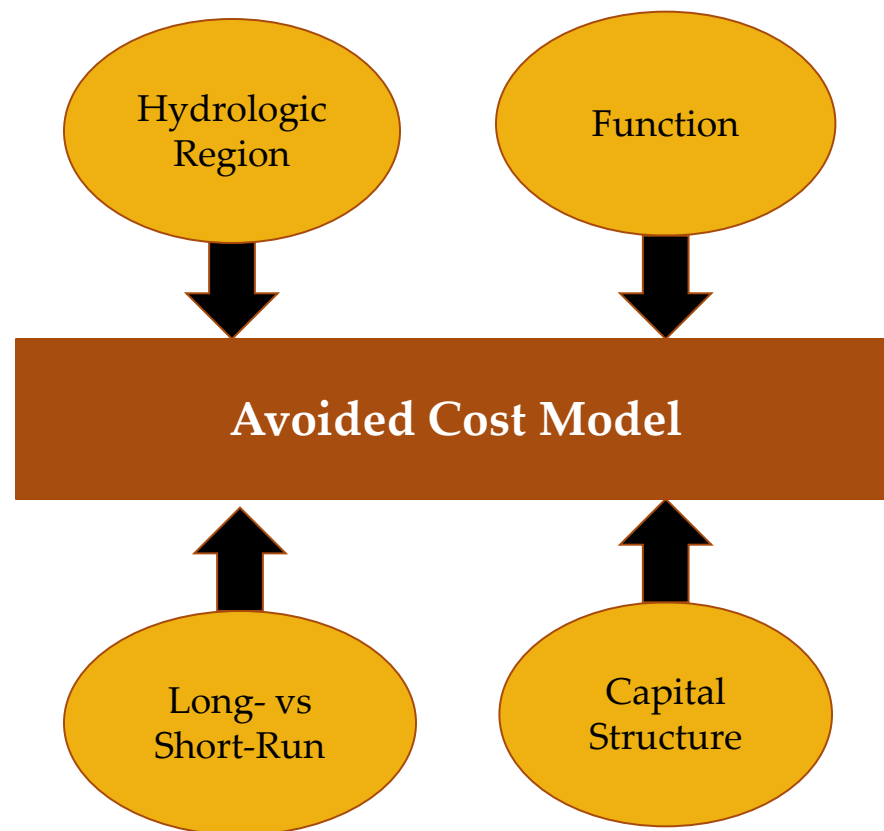 Hydrologic
Region
Function
Avoided Cost Model
Long- vs
Short-Run
Capital
Structure